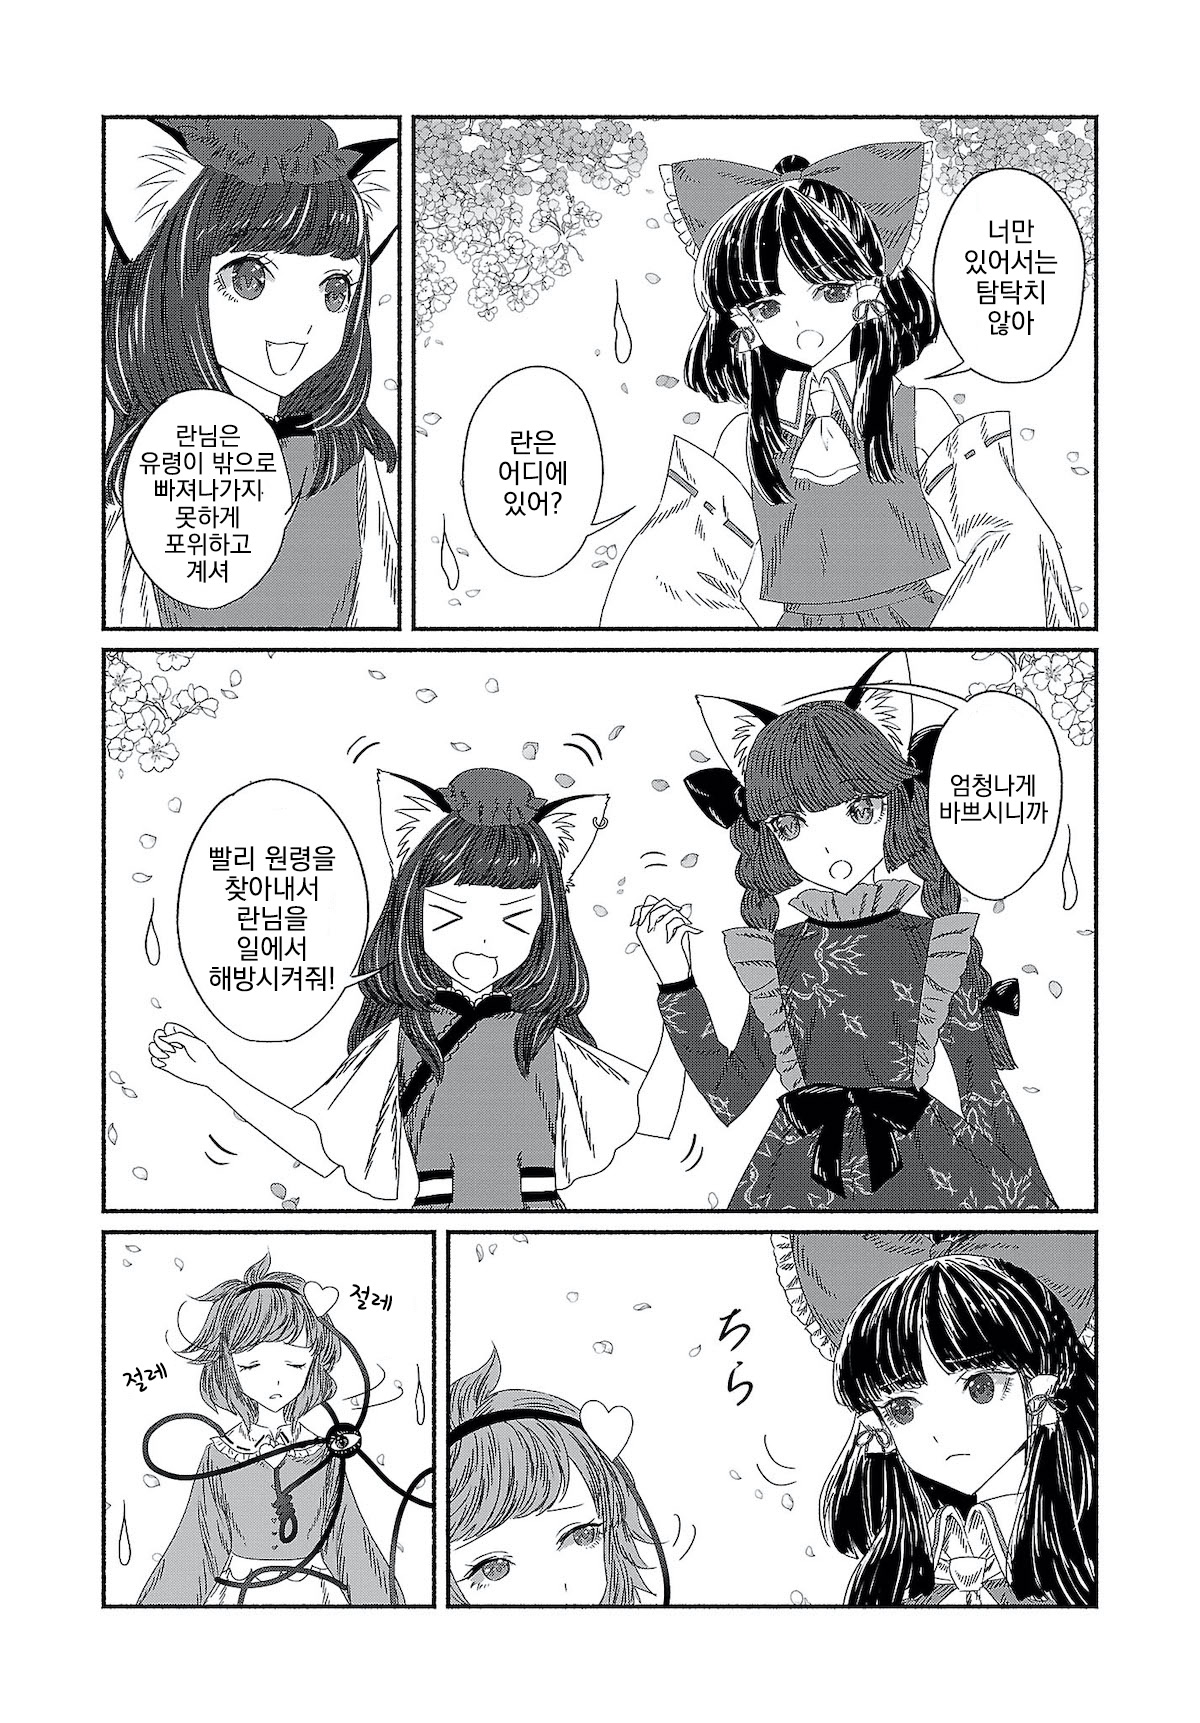 너만
있어서는
탐탁치
않아
란은
어디에
있어?
란님은
유령이 밖으로
빠져나가지
못하게
포위하고
계셔
엄청나게
바쁘시니까
빨리 원령을
찾아내서
란님을
일에서
해방시켜줘!
ちら
절레
절레